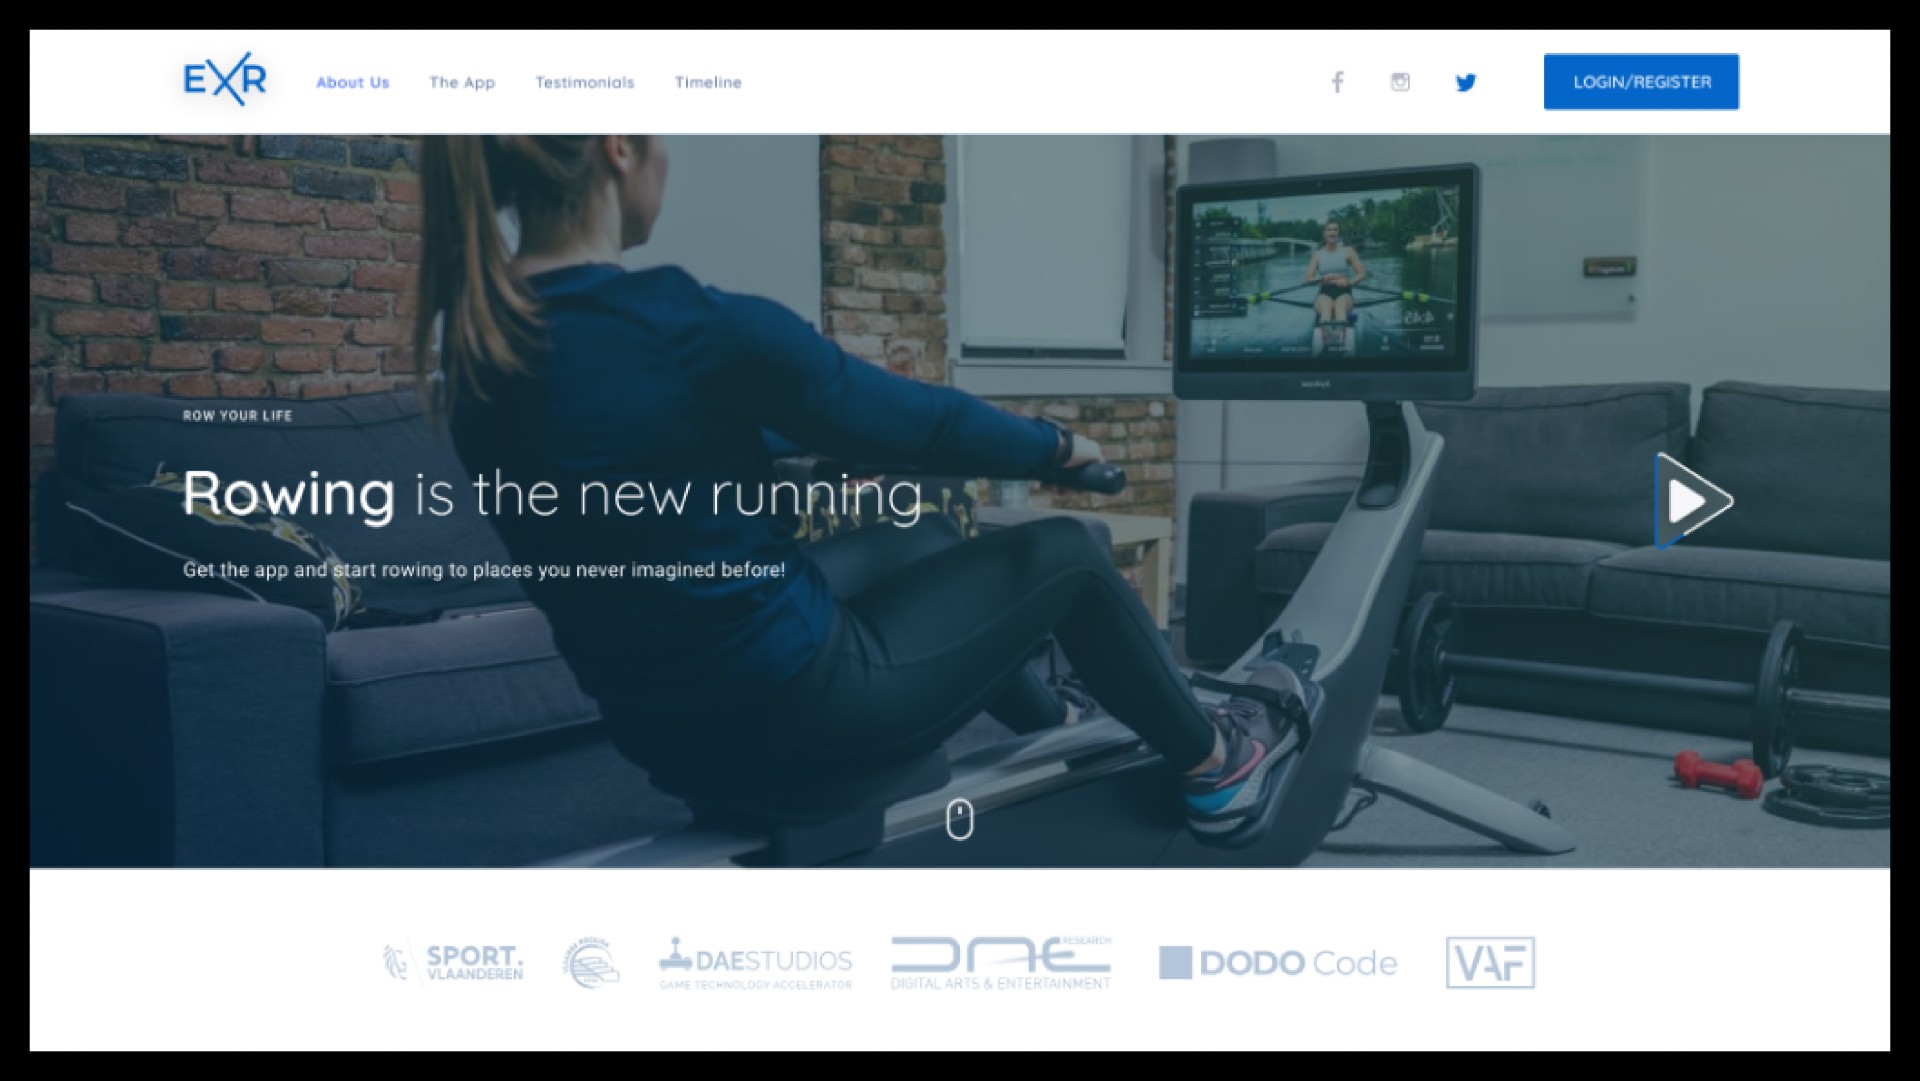 EXR
About Us
The App
Testimonials
Timeline
LOGIN/REGISTER
4:45
ROW YOUR LIFE
Rowing is the new running
Get the app and start rowing to places you never imagined before!
SPORT.
VLAANDEREN
DAESTUDIOS
GAME TECHNOLOGY ACCELERATOR
DAE RESEARCH
DIGITAL ARTS & ENTERTAINMENT
DODO Code
VAF